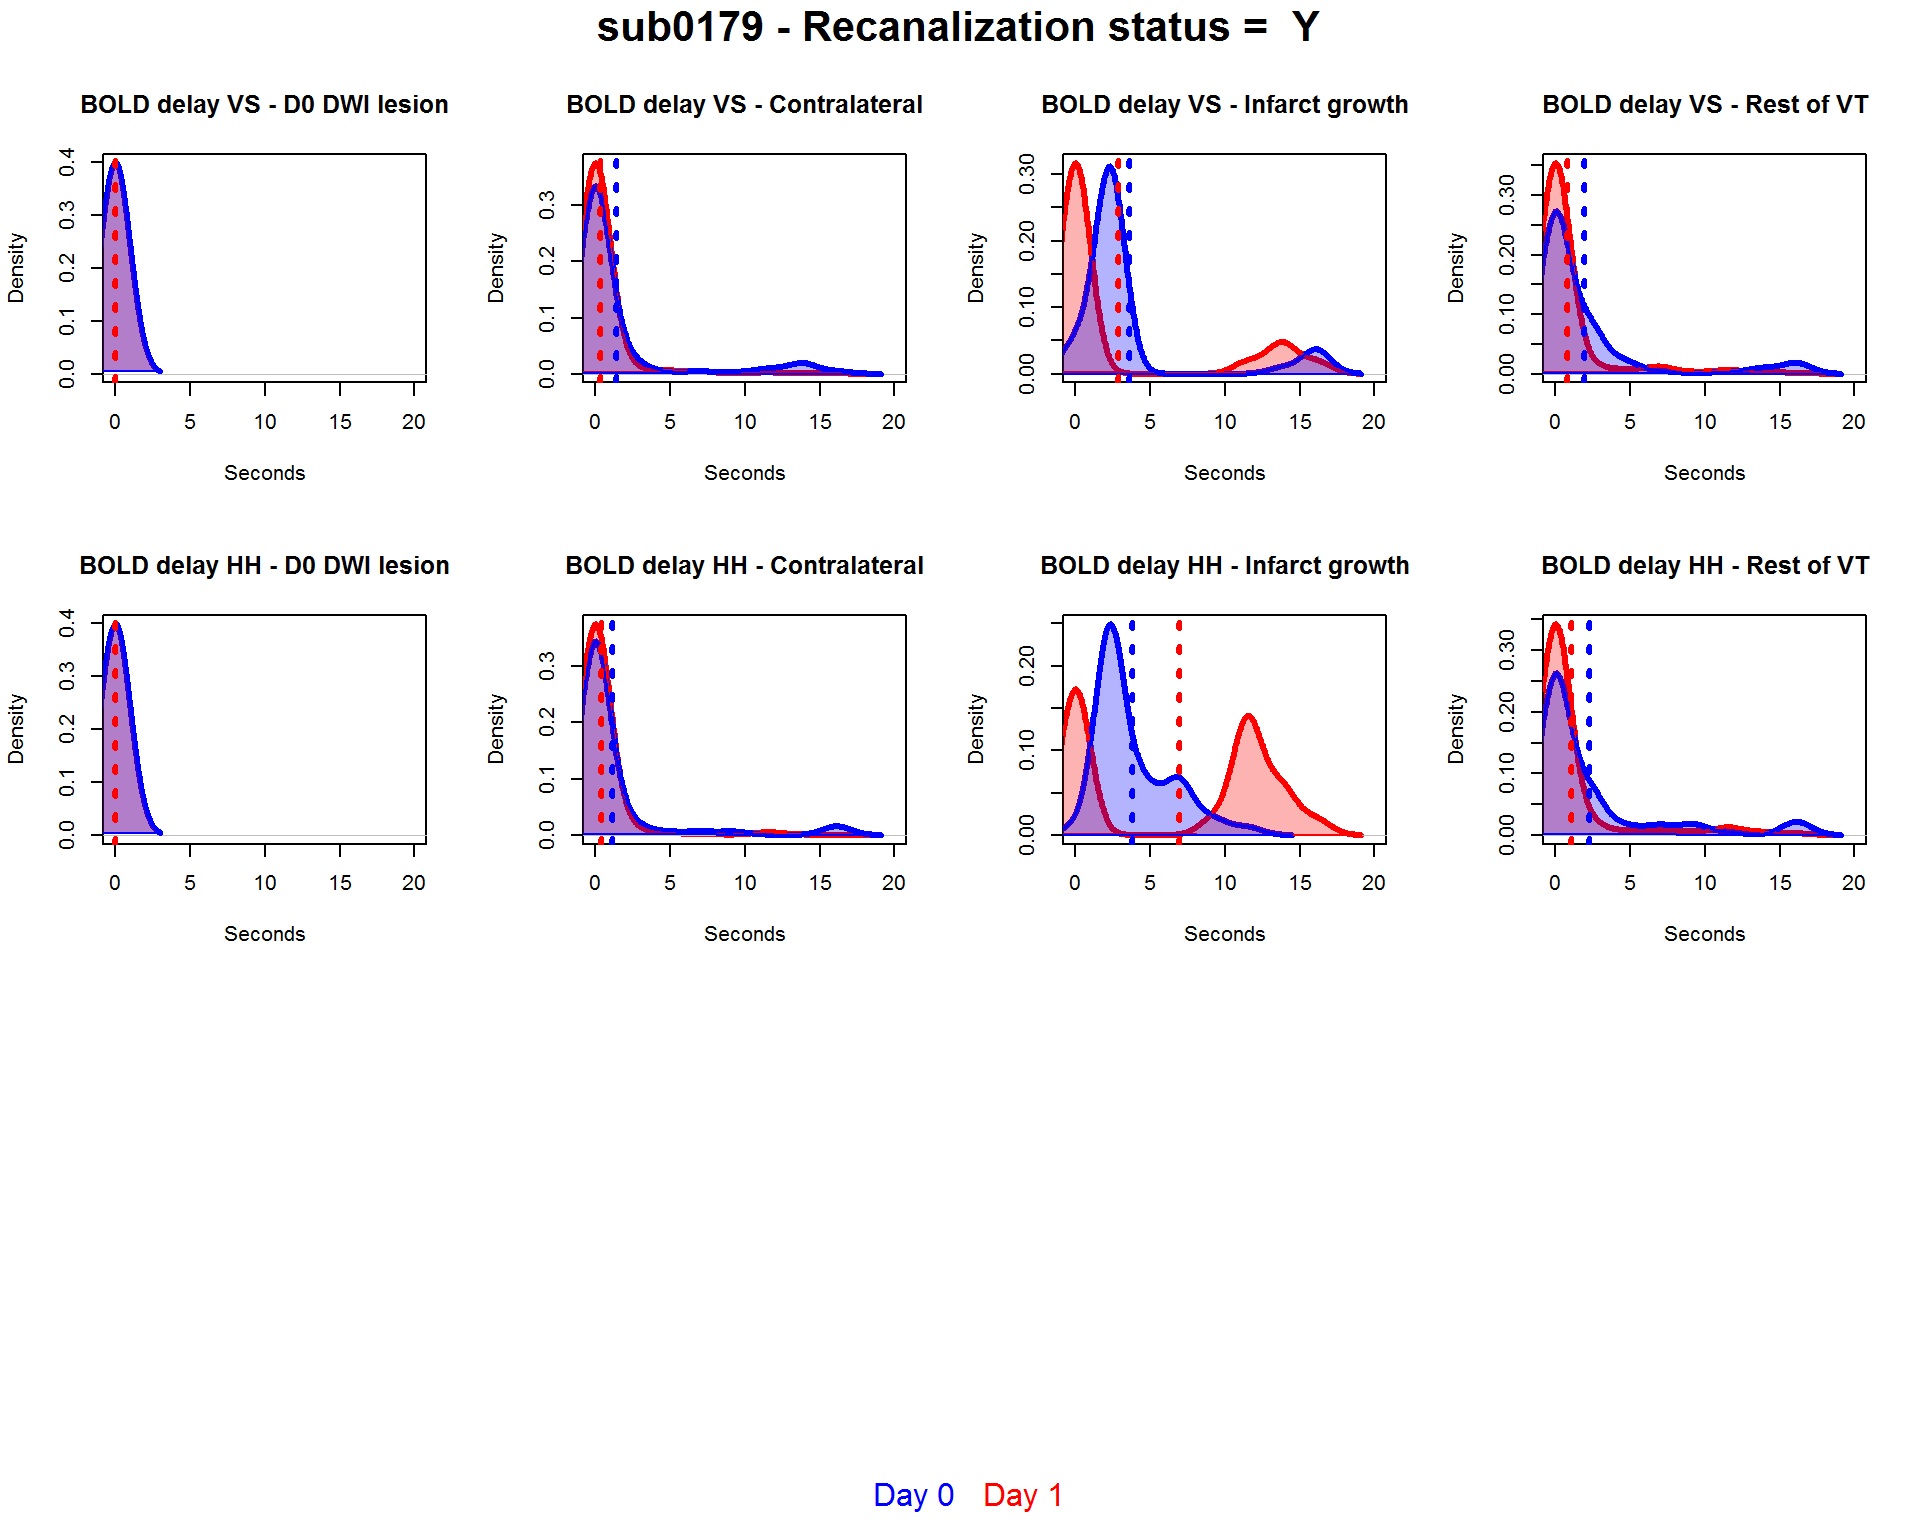 sub0179 - Recanalization status =  Y
BOLD delay VS - D0 DWI lesion
Density
0.0 0.1 0.2 0.3 0.4
0 5 10 15 20
Seconds
BOLD delay VS - Contralateral
Density
0.0 0.1 0.2 0.3
0 5 10 15 20
Seconds
BOLD delay VS - Infarct growth
Density
0.00 0.10 0.20 0.30
0 5 10 15 20
Seconds
BOLD delay VS - Rest of VT
Density
0.00 0.10 0.20 0.30
0 5 10 15 20
Seconds
BOLD delay HH - D0 DWI lesion
Density
0.0 0.1 0.2 0.3 0.4
0 5 10 15 20
Seconds
BOLD delay HH - Contralateral
Density
0.0 0.1 0.2 0.3
0 5 10 15 20
Seconds
BOLD delay HH - Infarct growth
Density
0.00 0.10 0.20
0 5 10 15 20
Seconds
BOLD delay HH - Rest of VT
Density
0.00 0.10 0.20 0.30
0 5 10 15 20
Seconds
Day 0 Day 1